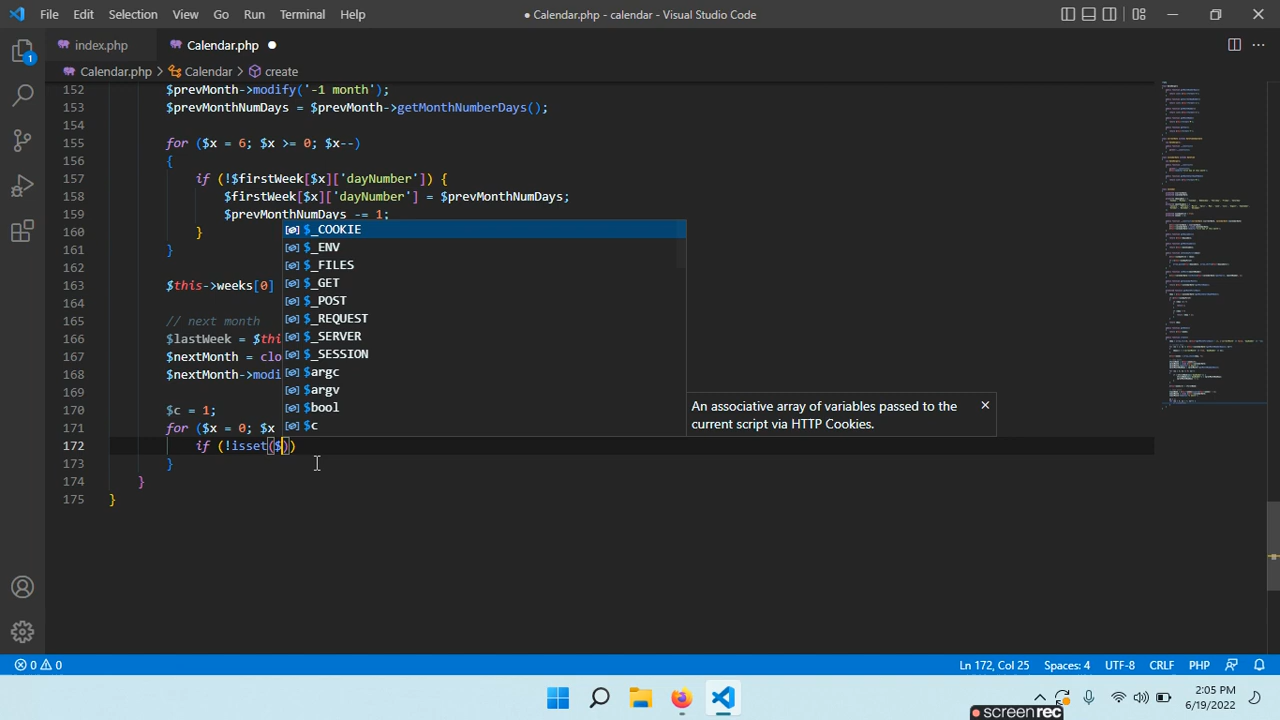 File Edit Selection View Go Run Terminal Help ● Calendar.php - calendar - Visual Studio Code
index.php Calendar.php ●
Calendar.php > Calendar > create
152 $prevMonth->modify('-1 month');
153 $prevMonthNumDays = $prevMonth->getMonthNumberDays();
154
155 for ($x = 6; $x >= 0; $x--)
156 {
157 if (!$firstWeek[$x]['dayNumber']) {
158 $firstWeek[$x]['dayNumber'] = $prevMonthNumDays;
159 $prevMonthNumDays -= 1;
160 } $_COOKIE
161 } $_ENV
162 $_FILES
163 $this->weeks[0] $_GET
164 $_POST
165 // next month $_REQUEST
166 $lastWeek = $thi $_SERVER
167 $nextMonth = clo $_SESSION
168 $nextMonth->modi $argc
169 $argv
170 $c = 1; $bool
171 for ($x = 0; $x $c
An associative array of variables passed to the
current script via HTTP Cookies.
172 if (!isset($))
173 }
174 }
175 }
1
0 0 Ln 172, Col 25 Spaces: 4 UTF-8 CRLF PHP
2:05 PM
6/19/2022
screenrec